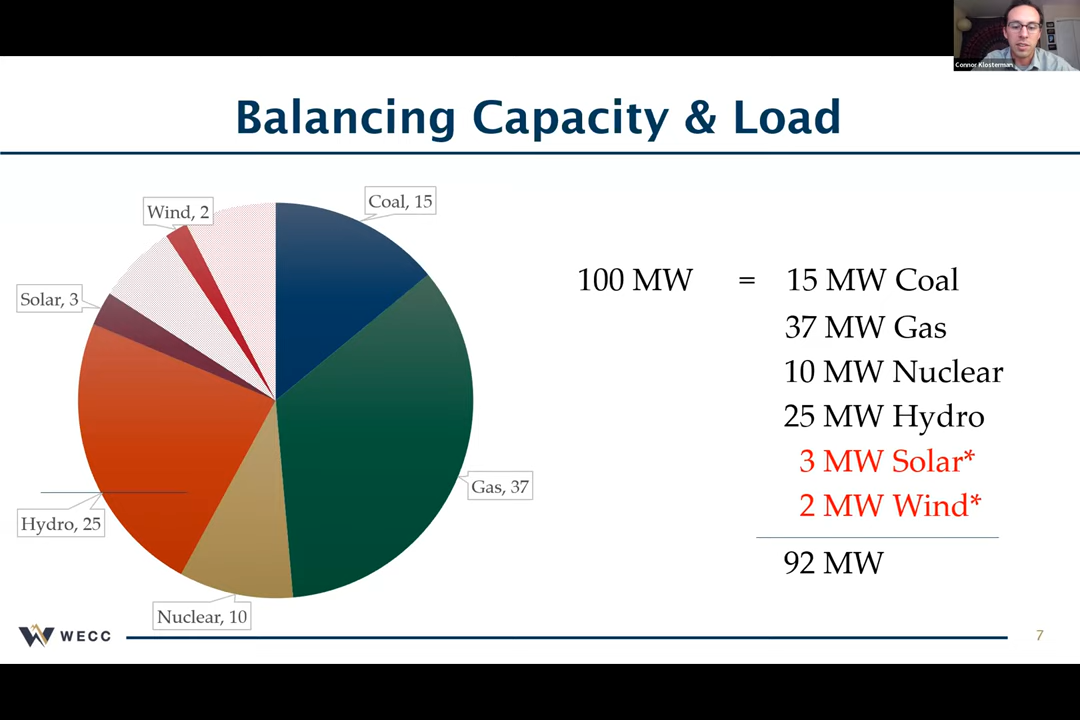 Connor Klosterman
Balancing Capacity & Load
Wind, 2
Coal, 15
Solar, 3
Gas, 37
Hydro, 25
Nuclear, 10
100 MW = 15 MW Coal
37 MW Gas
10 MW Nuclear
25 MW Hydro
3 MW Solar*
2 MW Wind*
92 MW
WECC
7